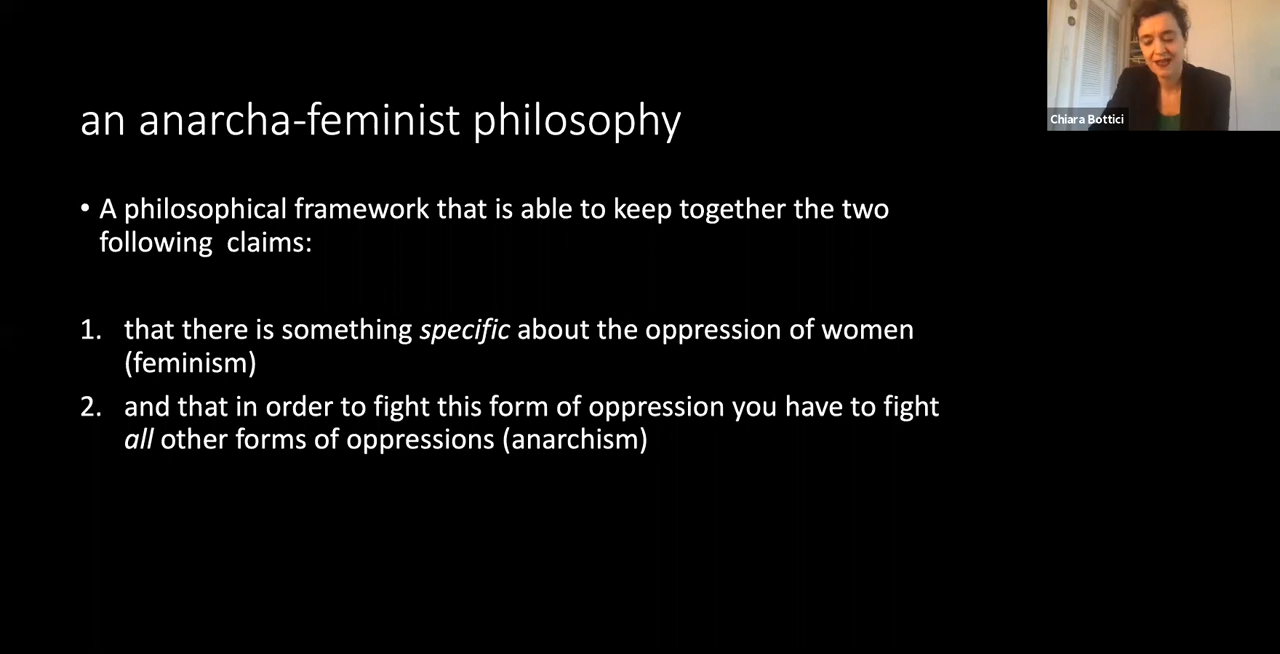 an anarcha-feminist philosophy
• A philosophical framework that is able to keep together the two
following  claims:
1. that there is something specific about the oppression of women
(feminism)
2. and that in order to fight this form of oppression you have to fight
all other forms of oppressions (anarchism)
Chiara Bottici